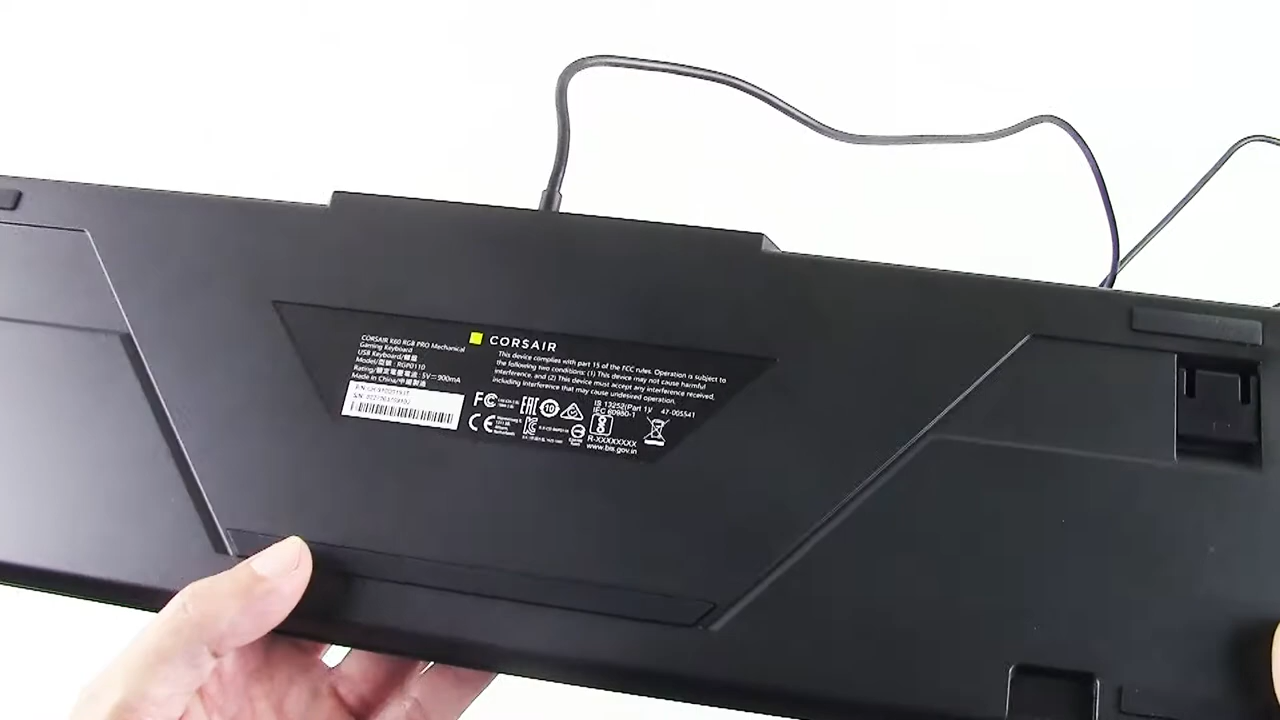 CORSAIR K60 RGB PRO Mechanical
Gaming Keyboard
USB Keyboard/鍵盤
Model/型號 : RGP0110
Rating/額定電壓電流 : 5V⎓900mA
Made in China/中國製造
CORSAIR
This device complies with part 15 of the FCC rules. Operation is subject to
the following two conditions: (1) This device may not cause harmful
interference, and (2) This device must accept any interference received,
including interference that may cause undesired operation.
FC
EAC
10
IS 13252(Part 1)/
IEC 60950-1
47-005541
CE
R-XXXXXXXX
www.bis.gov.in